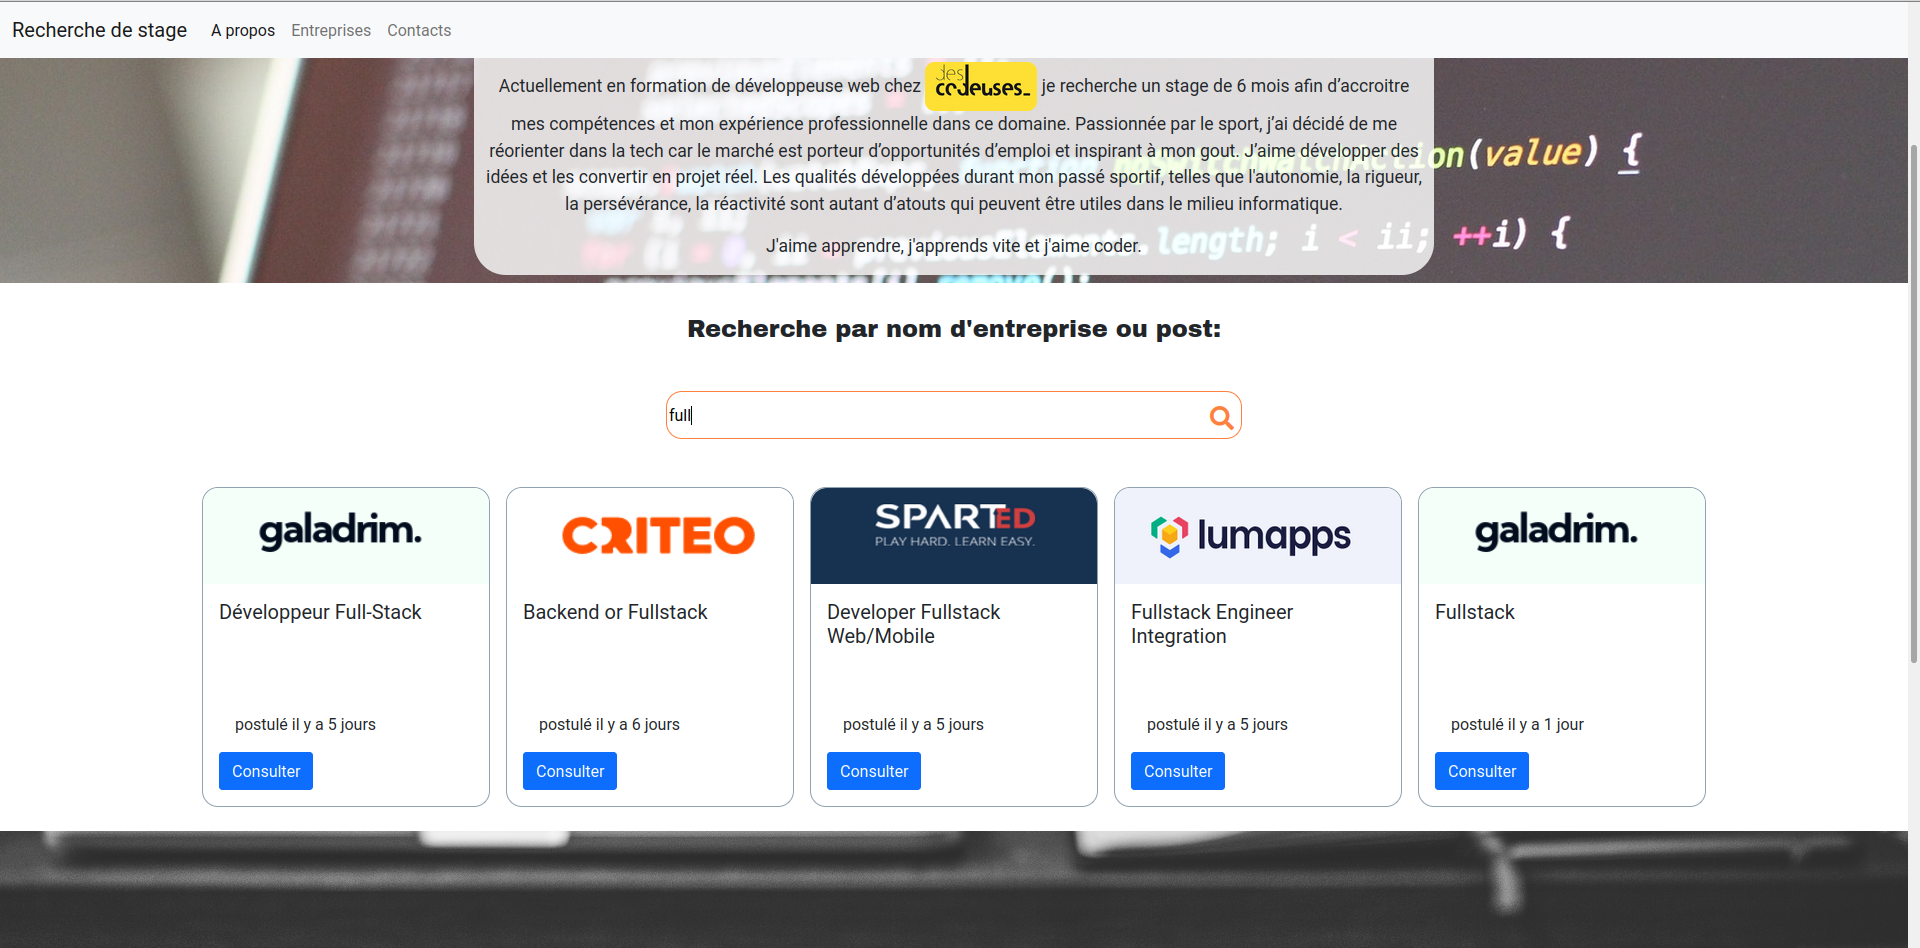 Recherche de stage A propos Entreprises Contacts
Actuellement en formation de développeuse web chez des codeuses_ je recherche un stage de 6 mois afin d’accroitre
mes compétences et mon expérience professionnelle dans ce domaine. Passionnée par le sport, j’ai décidé de me
réorienter dans la tech car le marché est porteur d’opportunités d’emploi et inspirant à mon gout. J’aime développer des
idées et les convertir en projet réel. Les qualités développées durant mon passé sportif, telles que l'autonomie, la rigueur,
la persévérance, la réactivité sont autant d’atouts qui peuvent être utiles dans le milieu informatique.
J'aime apprendre, j'apprends vite et j'aime coder.
on(value) {
.length; i < ii; ++i) {
Recherche par nom d'entreprise ou post:
full
galadrim.
Développeur Full-Stack
postulé il y a 5 jours
Consulter
CRITEO
Backend or Fullstack
postulé il y a 6 jours
Consulter
SPARTED
PLAY HARD. LEARN EASY.
Developer Fullstack
Web/Mobile
postulé il y a 5 jours
Consulter
lumapps
Fullstack Engineer
Integration
postulé il y a 5 jours
Consulter
galadrim.
Fullstack
postulé il y a 1 jour
Consulter